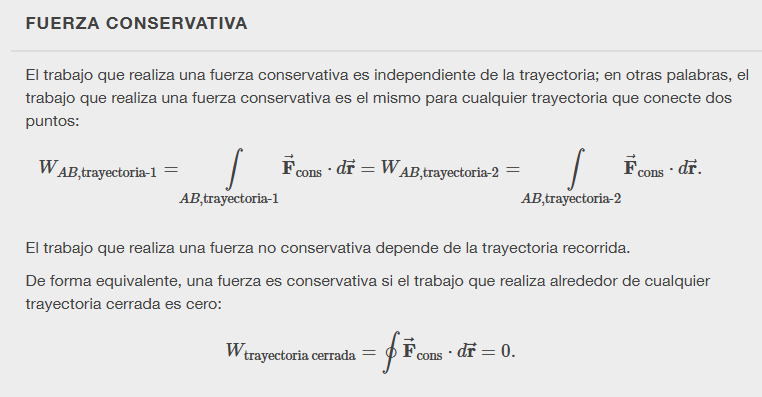 FUERZA CONSERVATIVA
El trabajo que realiza una fuerza conservativa es independiente de la trayectoria; en otras palabras, el
trabajo que realiza una fuerza conservativa es el mismo para cualquier trayectoria que conecte dos
puntos:
$W_{AB,\text{trayectoria-1}} = \int\limits_{AB,\text{trayectoria-1}} \vec{\mathbf{F}}_{\text{cons}} \cdot d\vec{\mathbf{r}} = W_{AB,\text{trayectoria-2}} = \int\limits_{AB,\text{trayectoria-2}} \vec{\mathbf{F}}_{\text{cons}} \cdot d\vec{\mathbf{r}}.$
El trabajo que realiza una fuerza no conservativa depende de la trayectoria recorrida.
De forma equivalente, una fuerza es conservativa si el trabajo que realiza alrededor de cualquier
trayectoria cerrada es cero:
$W_{\text{trayectoria cerrada}} = \oint \vec{\mathbf{F}}_{\text{cons}} \cdot d\vec{\mathbf{r}} = 0.$